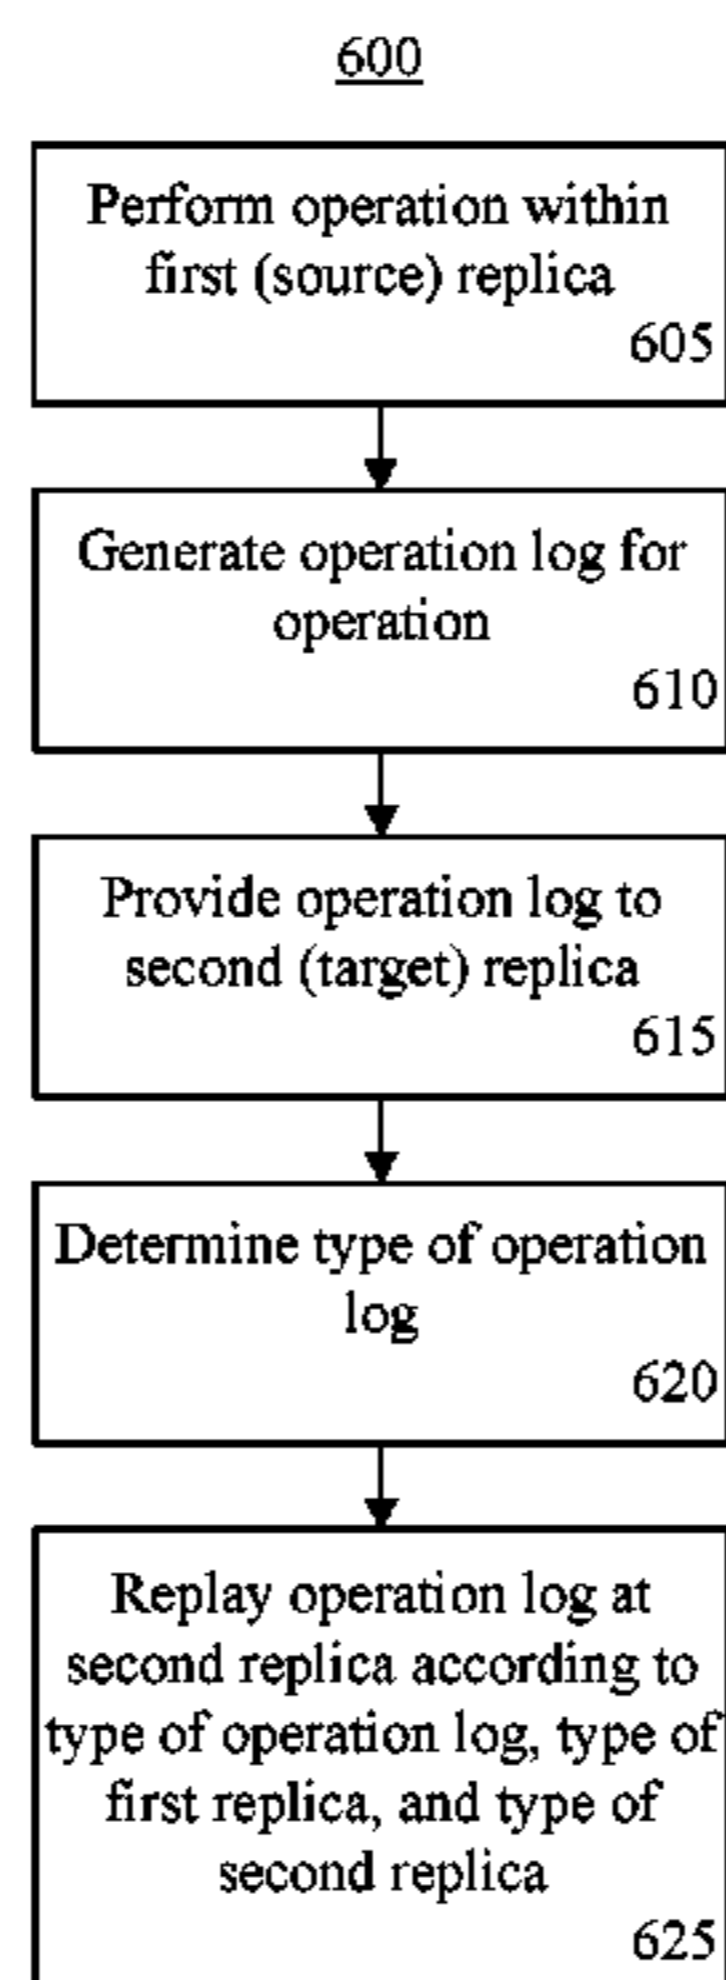 600
Perform operation within
first (source) replica
605
Generate operation log for
operation
610
Provide operation log to
second (target) replica
615
Determine type of operation
log
620
Replay operation log at
second replica according to
type of operation log, type of
first replica, and type of
second replica
625